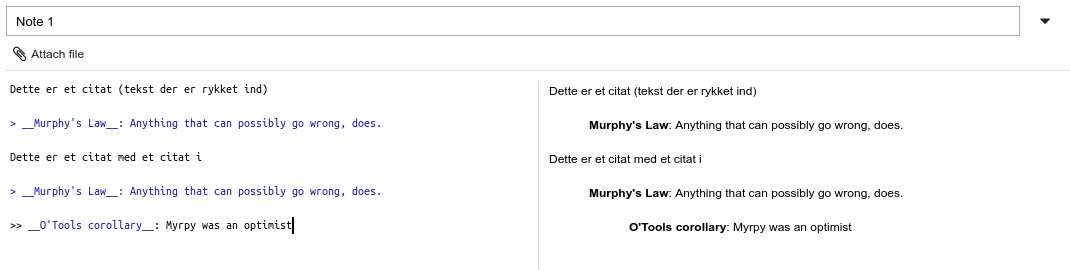 Note 1
Attach file
Dette er et citat (tekst der er rykket ind)
> __Murphy's Law__: Anything that can possibly go wrong, does.
Dette er et citat med et citat i
> __Murphy's Law__: Anything that can possibly go wrong, does.
>> __O'Tools corollary__: Myrpy was an optimist
Dette er et citat (tekst der er rykket ind)
Murphy's Law: Anything that can possibly go wrong, does.
Dette er et citat med et citat i
Murphy's Law: Anything that can possibly go wrong, does.
O'Tools corollary: Myrpy was an optimist